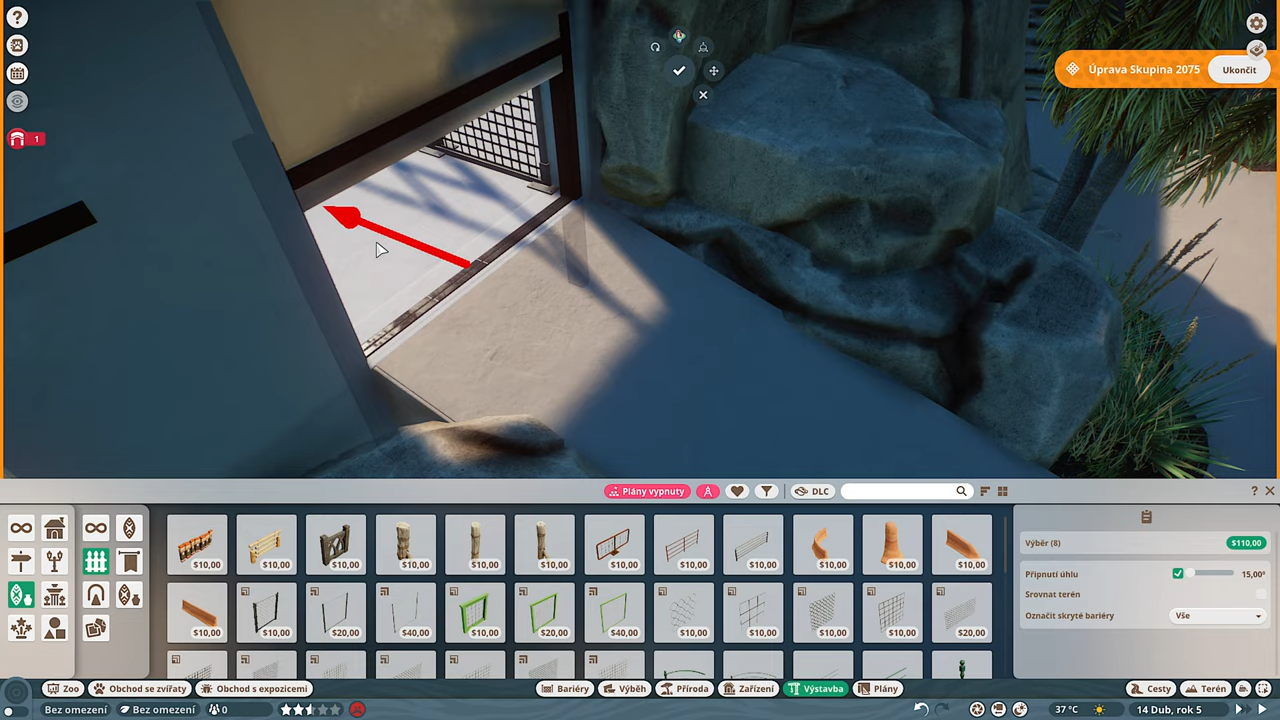 ?
1
Úprava Skupina 2075
Ukončit
Plány vypnuty
DLC
?
$10,00 $10,00 $10,00 $10,00 $10,00 $10,00 $10,00 $10,00 $10,00 $10,00 $10,00 $10,00
$10,00 $10,00 $20,00 $40,00 $10,00 $20,00 $40,00 $10,00 $10,00 $10,00 $10,00 $20,00
Výběr (8)
$110,00
Připnutí úhlu
15,00°
Srovnat terén
Označit skryté bariéry
Vše
Zoo
Obchod se zvířaty
Obchod s expozicemi
Bariéry
Výběh
Příroda
Zařízení
Výstavba
Plány
Cesty
Terén
Bez omezení
Bez omezení
0
37 °C
14 Dub, rok 5